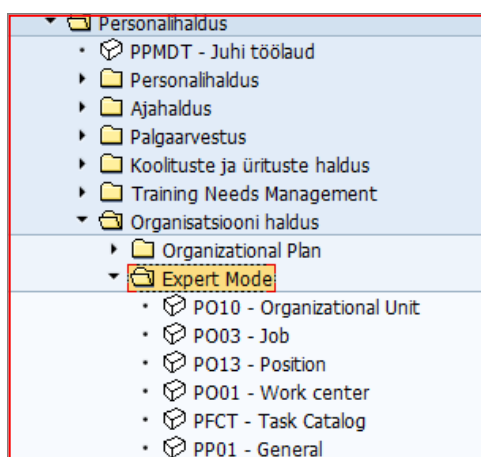 Personalihaldus
PPMDT - Juhi töölaud
Personalihaldus
Ajahaldus
Palgaarvestus
Koolituste ja ürituste haldus
Training Needs Management
Organisatsiooni haldus
Organizational Plan
Expert Mode
PO10 - Organizational Unit
PO03 - Job
PO13 - Position
PO01 - Work center
PFCT - Task Catalog
PP01 - General